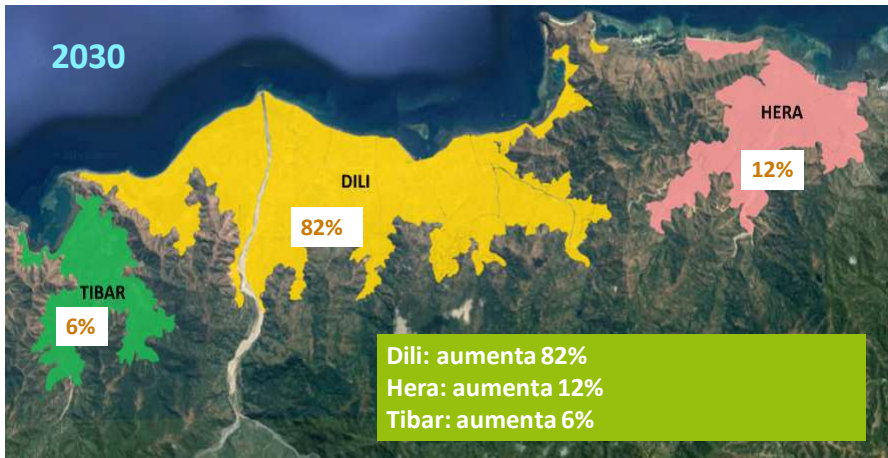 2030
HERA
12%
DILI
82%
TIBAR
6%
Dili: aumenta 82%
Hera: aumenta 12%
Tibar: aumenta 6%